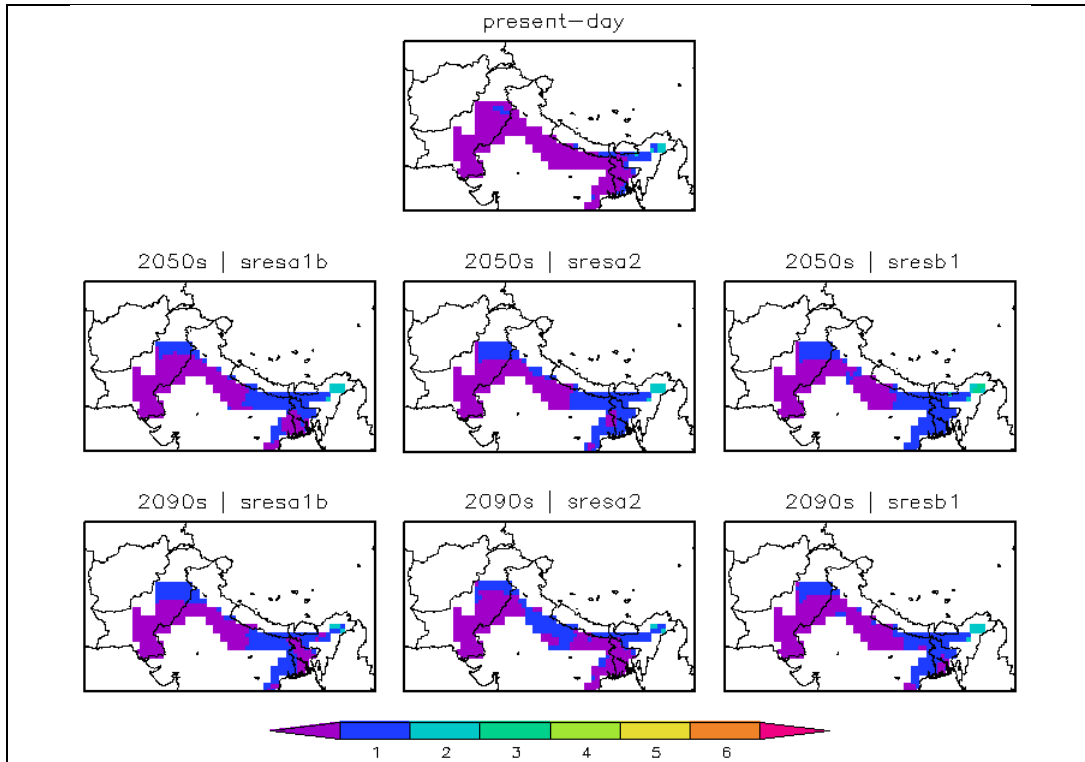 present-day
2050s | sresa1b
2050s | sresa2
2050s | sresb1
2090s | sresa1b
2090s | sresa2
2090s | sresb1
1 2 3 4 5 6